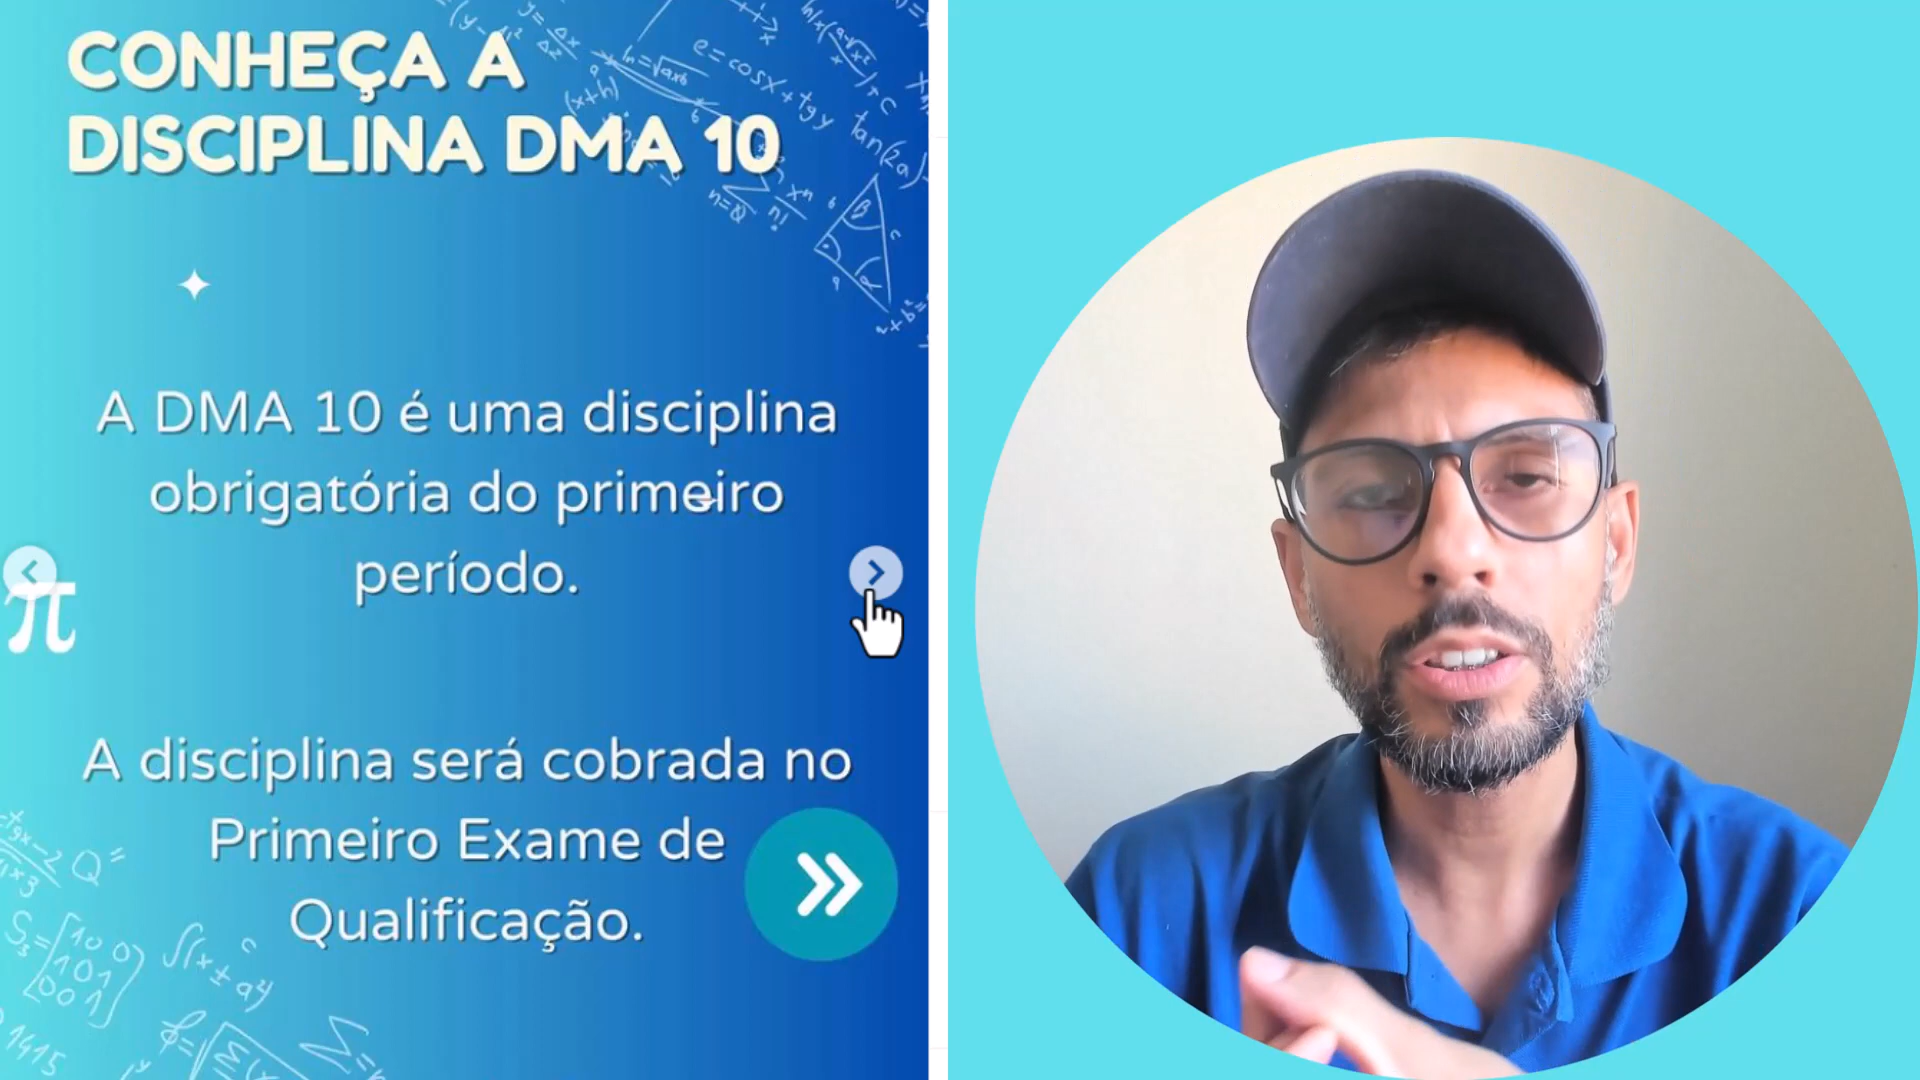 CONHEÇA A
DISCIPLINA DMA 10
A DMA 10 é uma disciplina
obrigatória do primeiro
período.
π
A disciplina será cobrada no
Primeiro Exame de
Qualificação.